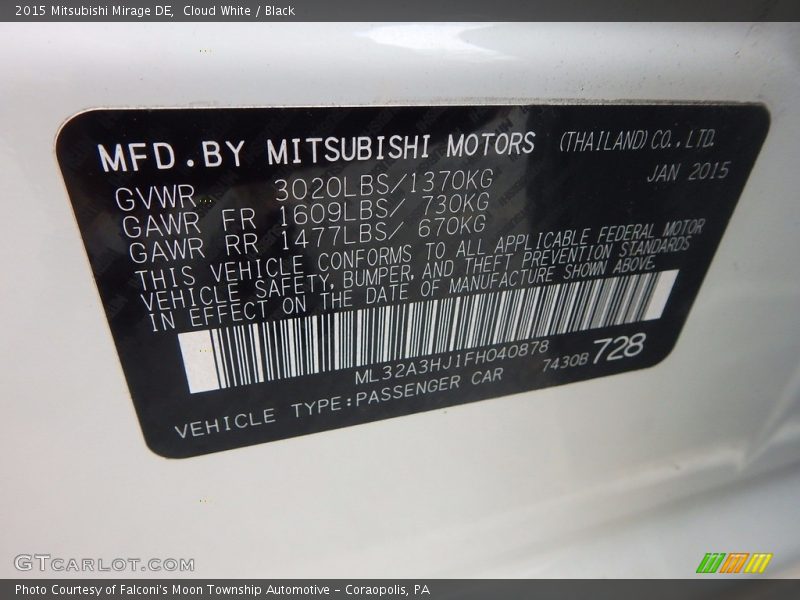 2015 Mitsubishi Mirage DE,  Cloud White / Black
MFD.BY MITSUBISHI MOTORS (THAILAND) CO., LTD.
JAN 2015
GVWR 3020LBS/1370KG
GAWR FR 1609LBS/ 730KG
GAWR RR 1477LBS/ 670KG
THIS VEHICLE CONFORMS TO ALL APPLICABLE FEDERAL MOTOR
VEHICLE SAFETY, BUMPER, AND THEFT PREVENTION STANDARDS
IN EFFECT ON THE DATE OF MANUFACTURE SHOWN ABOVE.
ML32A3HJ1FH040878
7430B 728
VEHICLE TYPE:PASSENGER CAR
GTCARLOT.COM
Photo Courtesy of Falconi's Moon Township Automotive – Coraopolis, PA